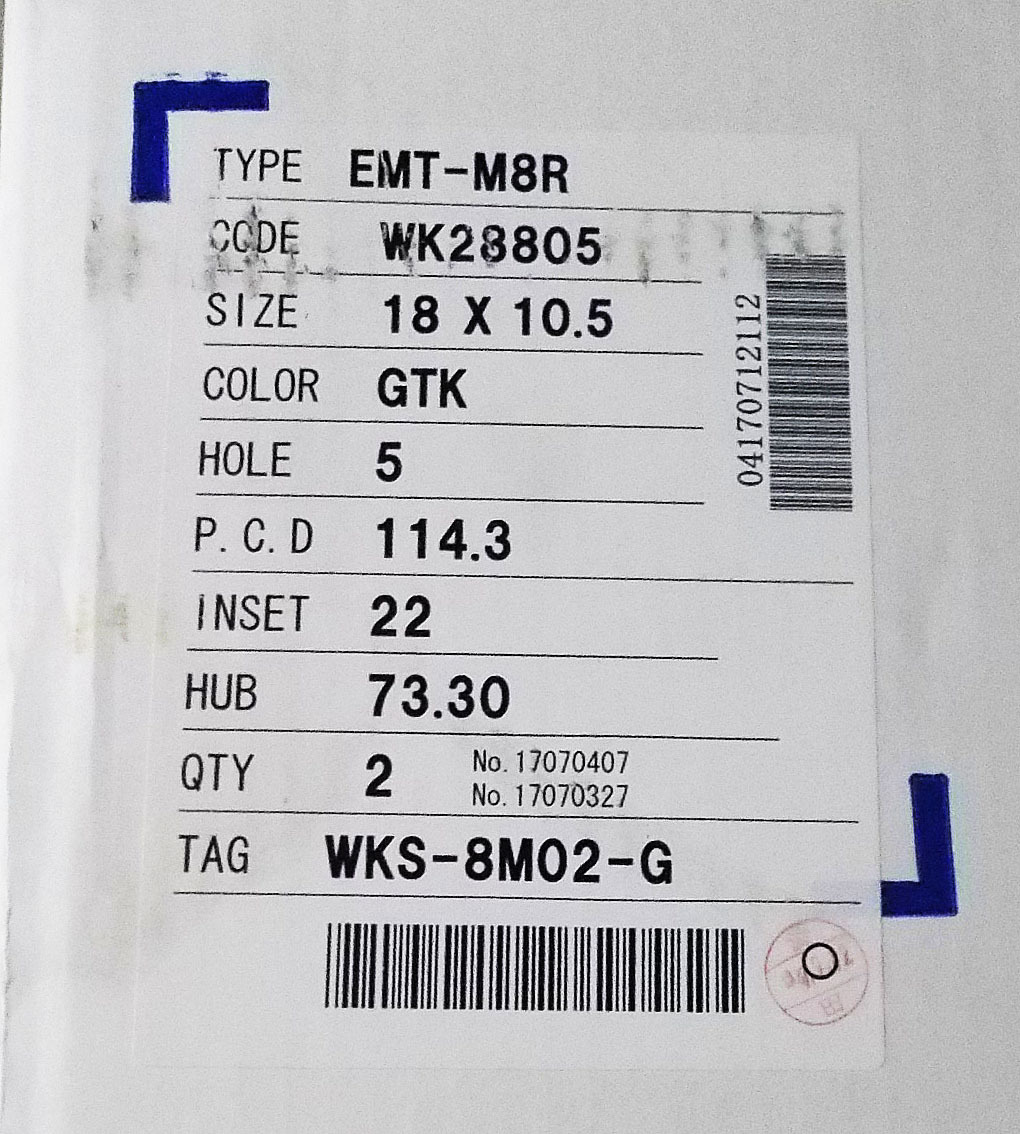 TYPE EMT-M8R
CODE WK28805
SIZE 18 X 10.5
COLOR GTK
HOLE 5
P.C.D 114.3
INSET 22
HUB 73.30
QTY 2 No.17070407
No.17070327
TAG WKS-8M02-G
04170712112